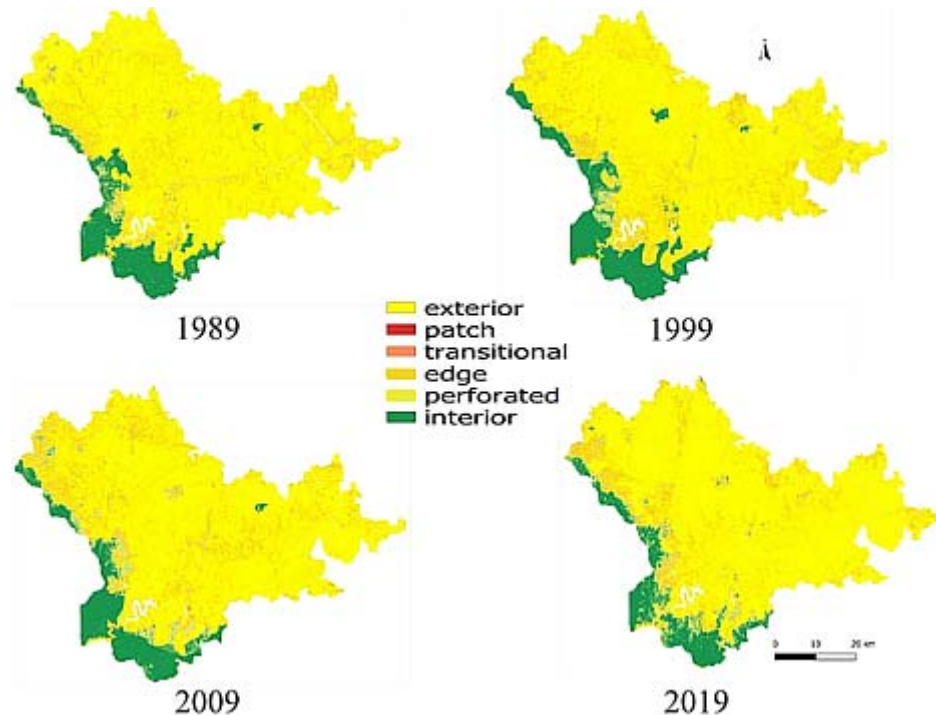 1989
1999
exterior
patch
transitional
edge
perforated
interior
2009
2019
0 10 20 km